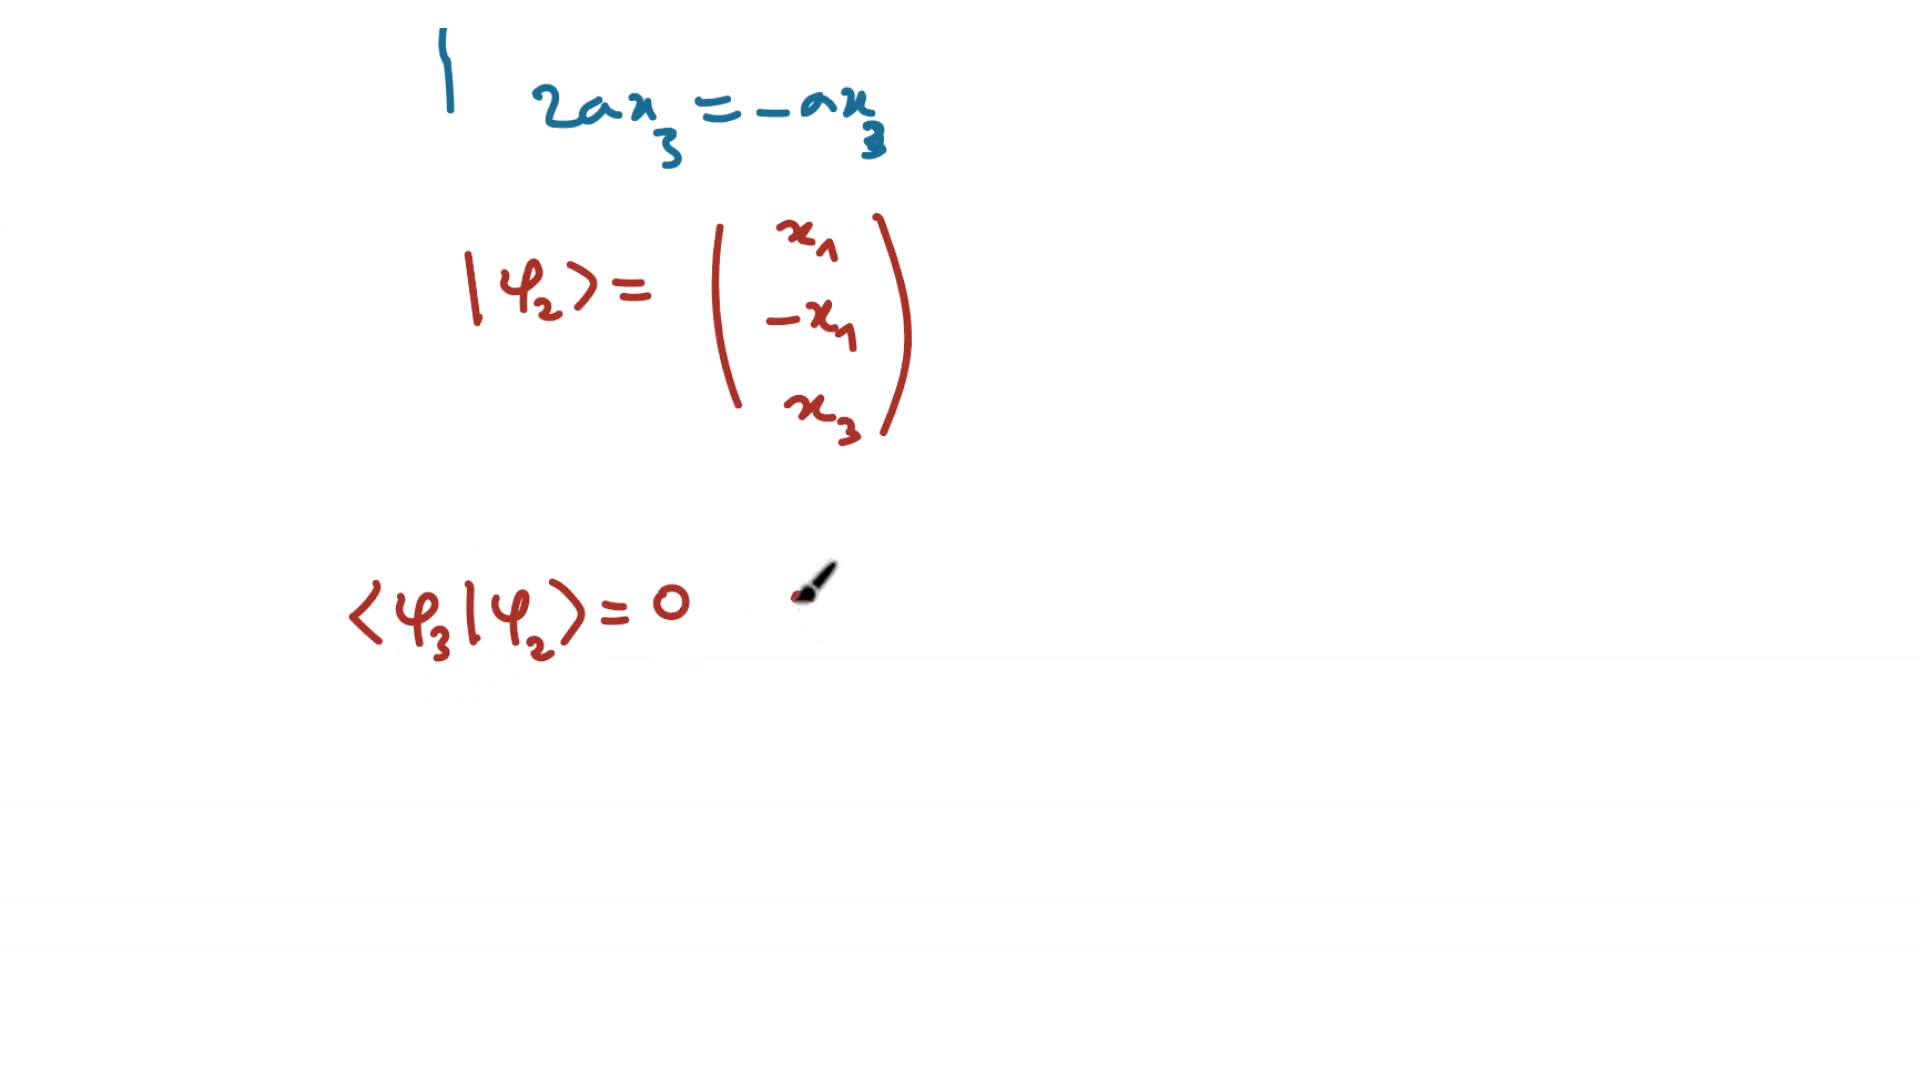 2ax₃ = -ax₃
|φ₂⟩ = ( x₁
-x₁
x₃ )
⟨φ₃|φ₂⟩ = 0